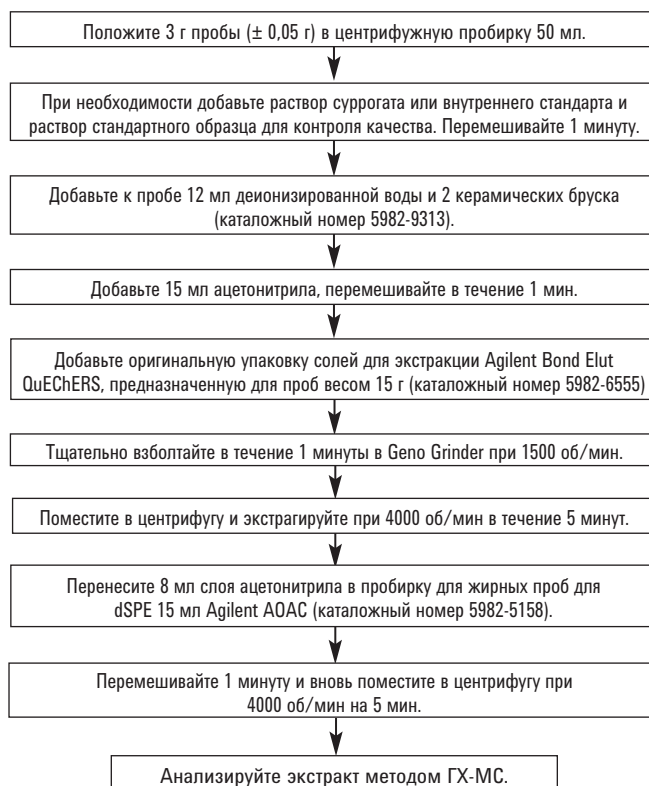 Положите 3 г пробы (± 0,05 г) в центрифужную пробирку 50 мл.
При необходимости добавьте раствор суррогата или внутреннего стандарта и
раствор стандартного образца для контроля качества. Перемешивайте 1 минуту.
Добавьте к пробе 12 мл деионизированной воды и 2 керамических бруска
(каталожный номер 5982-9313).
Добавьте 15 мл ацетонитрила, перемешивайте в течение 1 мин.
Добавьте оригинальную упаковку солей для экстракции Agilent Bond Elut
QuEChERS, предназначенную для проб весом 15 г (каталожный номер 5982-6555)
Тщательно взболтайте в течение 1 минуты в Geno Grinder при 1500 об/мин.
Поместите в центрифугу и экстрагируйте при 4000 об/мин в течение 5 минут.
Перенесите 8 мл слоя ацетонитрила в пробирку для жирных проб для
dSPE 15 мл Agilent AOAC (каталожный номер 5982-5158).
Перемешивайте 1 минуту и вновь поместите в центрифугу при
4000 об/мин на 5 мин.
Анализируйте экстракт методом ГХ-МС.